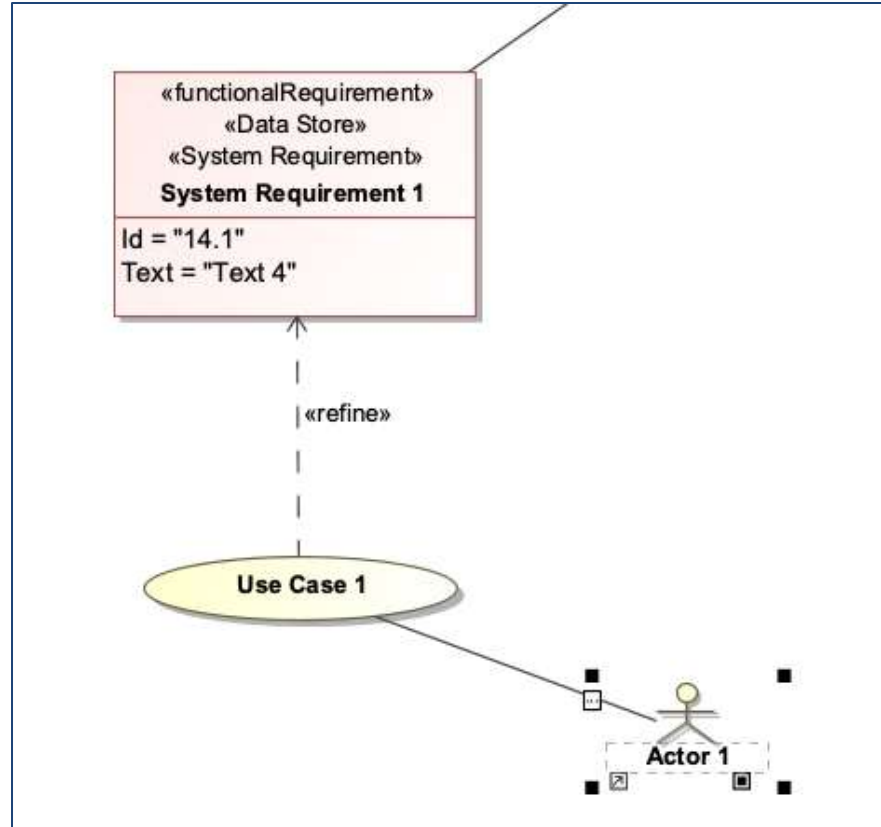 «functionalRequirement»
«Data Store»
«System Requirement»
System Requirement 1
Id = "14.1"
Text = "Text 4"
«refine»
Use Case 1
Actor 1